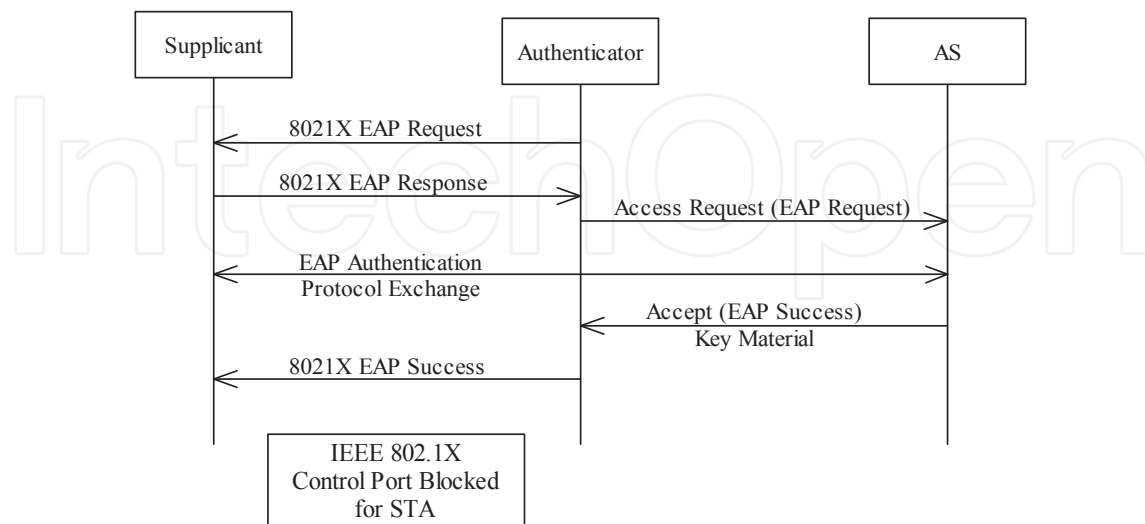 Supplicant
Authenticator
AS
IntechOpen
8021X EAP Request
8021X EAP Response
Access Request (EAP Request)
EAP Authentication
Protocol Exchange
Accept (EAP Success)
Key Material
8021X EAP Success
IEEE 802.1X
Control Port Blocked
for STA